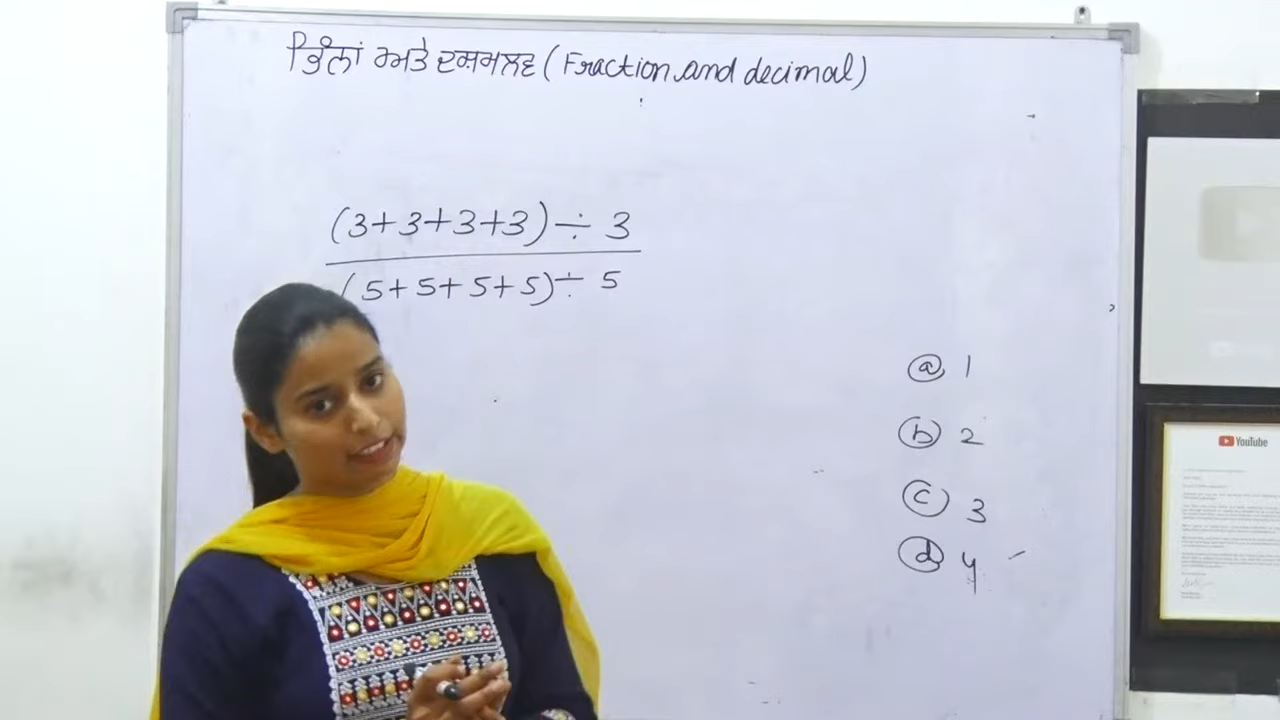 ਭਿੰਨਾਂ ਅਤੇ ਦਸ਼ਮਲਵ (Fraction and decimal)
(3+3+3+3) ÷ 3
(5+5+5+5) ÷ 5
ⓐ 1
ⓑ 2
ⓒ 3
ⓓ 4
YouTube